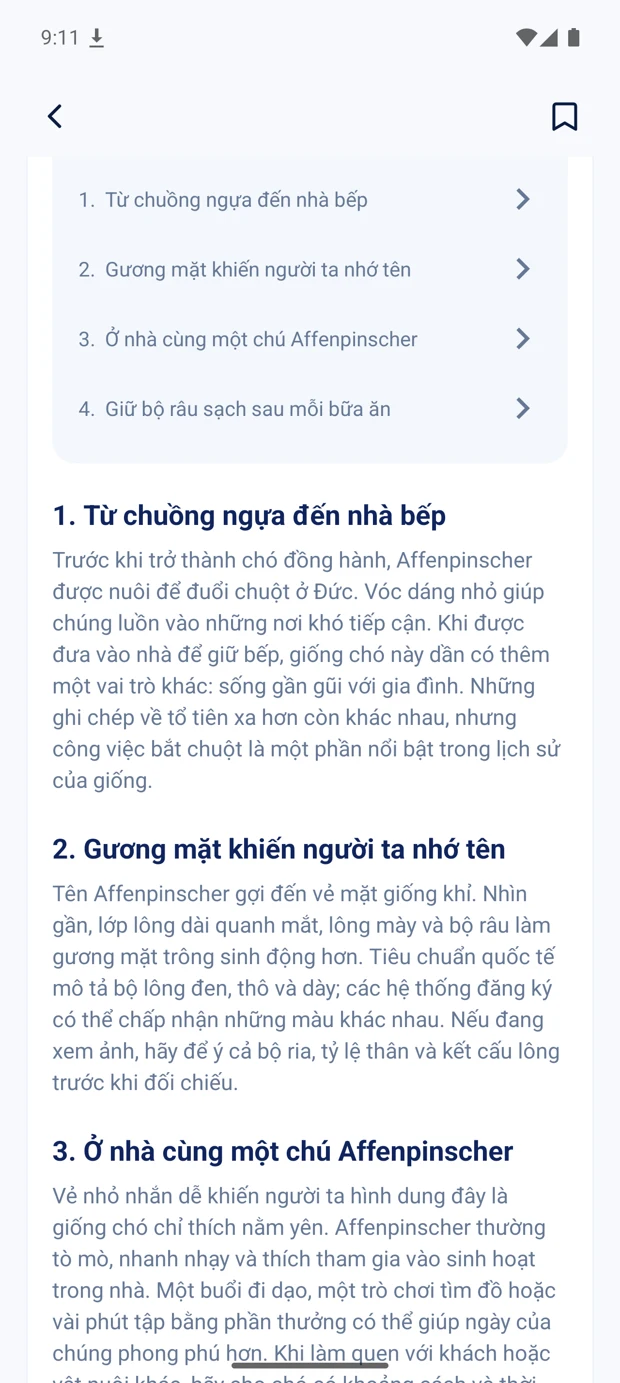 9:11
1. Từ chuồng ngựa đến nhà bếp
2. Gương mặt khiến người ta nhớ tên
3. Ở nhà cùng một chú Affenpinscher
4. Giữ bộ râu sạch sau mỗi bữa ăn
1. Từ chuồng ngựa đến nhà bếp
Trước khi trở thành chó đồng hành, Affenpinscher
được nuôi để đuổi chuột ở Đức. Vóc dáng nhỏ giúp
chúng luồn vào những nơi khó tiếp cận. Khi được
đưa vào nhà để giữ bếp, giống chó này dần có thêm
một vai trò khác: sống gần gũi với gia đình. Những
ghi chép về tổ tiên xa hơn còn khác nhau, nhưng
công việc bắt chuột là một phần nổi bật trong lịch sử
của giống.
2. Gương mặt khiến người ta nhớ tên
Tên Affenpinscher gợi đến vẻ mặt giống khỉ. Nhìn
gần, lớp lông dài quanh mắt, lông mày và bộ râu làm
gương mặt trông sinh động hơn. Tiêu chuẩn quốc tế
mô tả bộ lông đen, thô và dày; các hệ thống đăng ký
có thể chấp nhận những màu khác nhau. Nếu đang
xem ảnh, hãy để ý cả bộ ria, tỷ lệ thân và kết cấu lông
trước khi đối chiếu.
3. Ở nhà cùng một chú Affenpinscher
Vẻ nhỏ nhắn dễ khiến người ta hình dung đây là
giống chó chỉ thích nằm yên. Affenpinscher thường
tò mò, nhanh nhạy và thích tham gia vào sinh hoạt
trong nhà. Một buổi đi dạo, một trò chơi tìm đồ hoặc
vài phút tập bằng phần thưởng có thể giúp ngày của
chúng phong phú hơn. Khi làm quen với khách hoặc